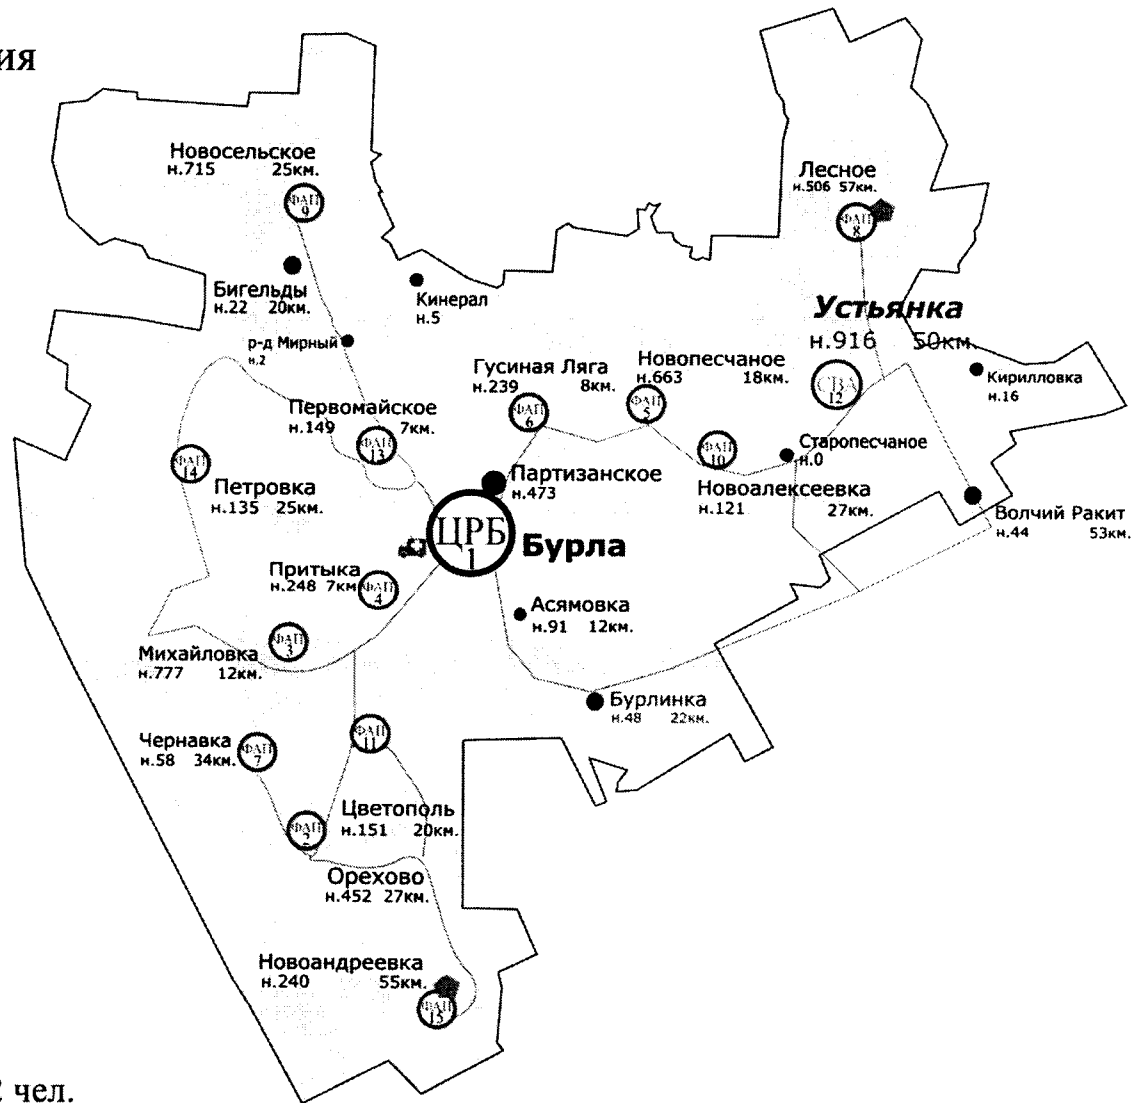 ия
Новосельское
н.715 25км.
ФАП
9
Бигельды
н.22 20км.
Кинерал
н.5
р-д Мирный
н.2
Лесное
н.506 57км.
ФАП
8
Устьянка
н.916 50км.
СВА
12
Кирилловка
н.16
Гусиная Ляга
н.239 8км.
ФАП
6
Новопесчаное
н.663 18км.
ФАП
5
Первомайское
н.149 7км.
ФАП
13
ФАП
14
Петровка
н.135 25км.
Партизанское
н.473
ФАП
10
Старопесчаное
н.0
Новоалексеевка
н.121 27км.
Волчий Ракит
н.44 53км.
ЦРБ
1
Бурла
Притыка
н.248 7км
ФАП
4
Асямовка
н.91 12км.
ФАП
3
Михайловка
н.777 12км.
Бурлинка
н.48 22км.
Чернавка
н.58 34км.
ФАП
7
ФАП
11
Цветополь
н.151 20км.
ФАП
2
Орехово
н.452 27км.
Новоандреевка
н.240 55км.
ФАП
15
чел.